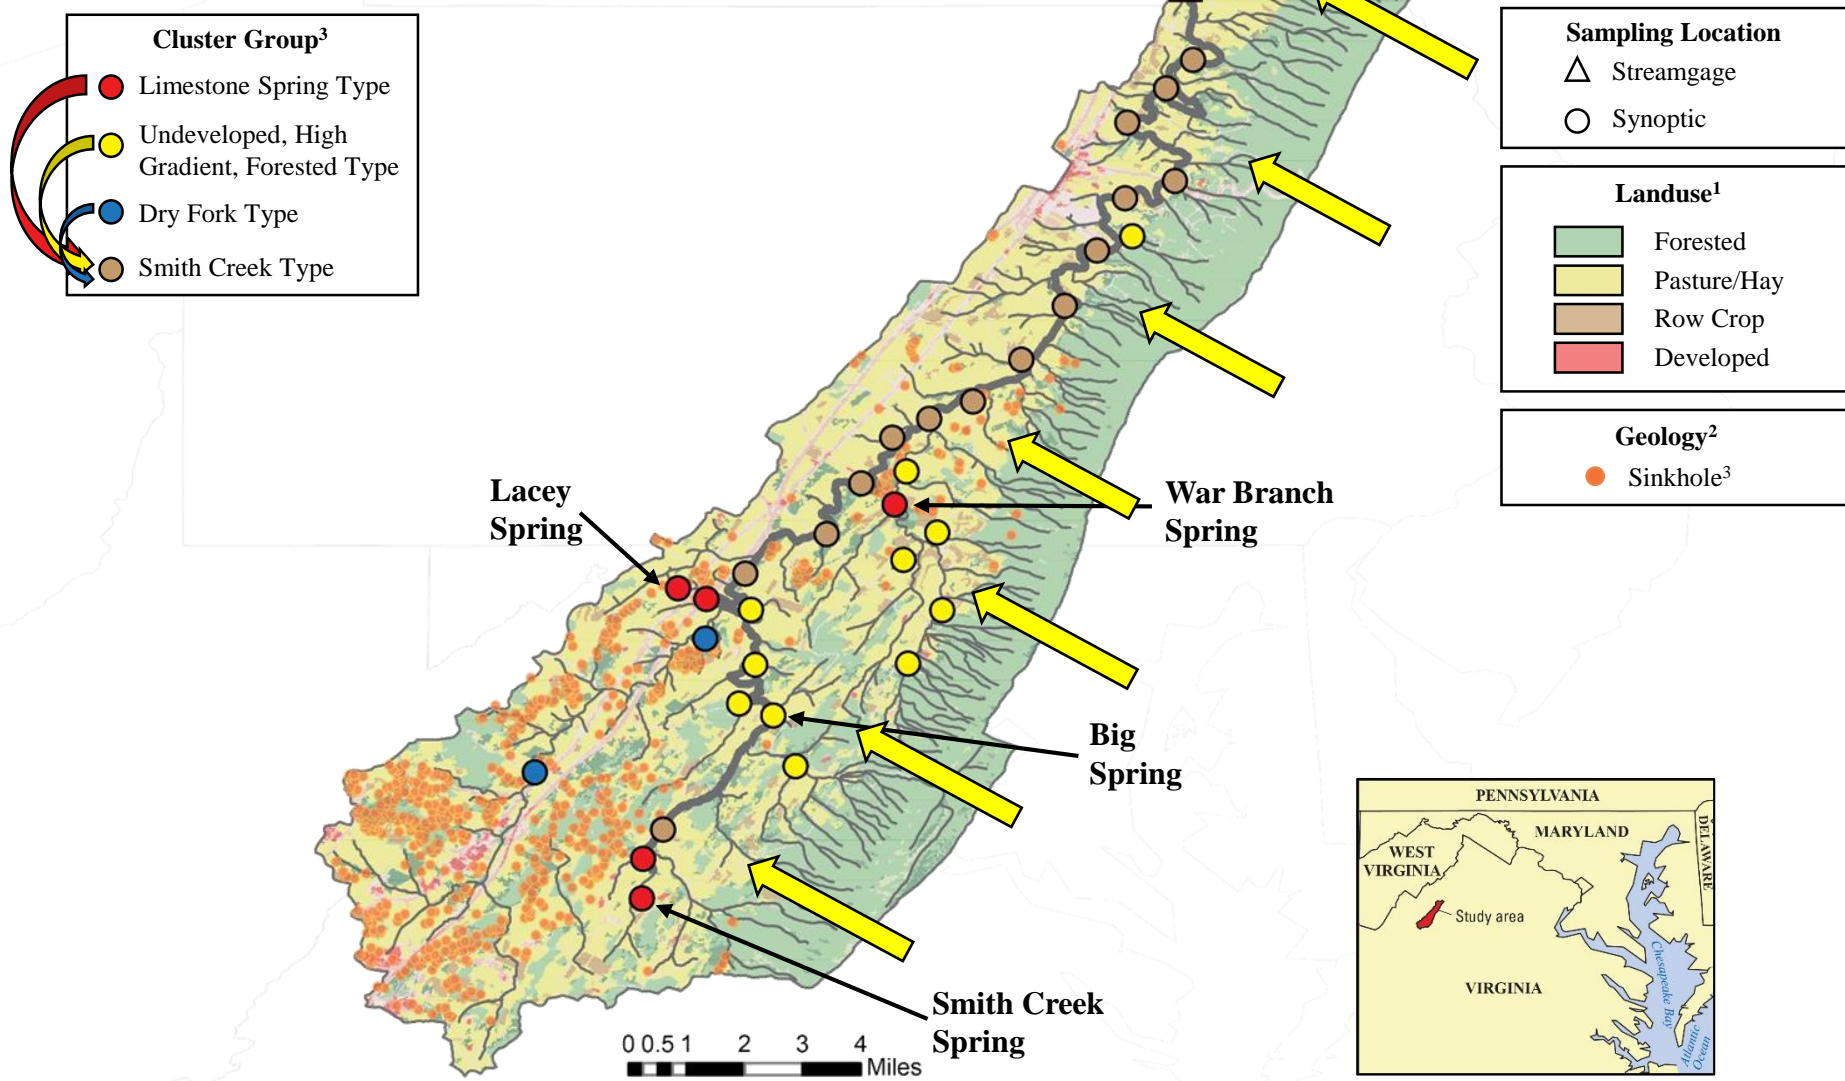 Cluster Group³
Limestone Spring Type
Undeveloped, High
Gradient, Forested Type
Dry Fork Type
Smith Creek Type
Sampling Location
Streamgage
Synoptic
Landuse¹
Forested
Pasture/Hay
Row Crop
Developed
Geology²
Sinkhole³
Lacey
Spring
War Branch
Spring
Big
Spring
Smith Creek
Spring
0 0.5 1 2 3 4
Miles
PENNSYLVANIA
MARYLAND
DELAWARE
WEST
VIRGINIA
Study area
VIRGINIA
Chesapeake Bay
Atlantic
Ocean